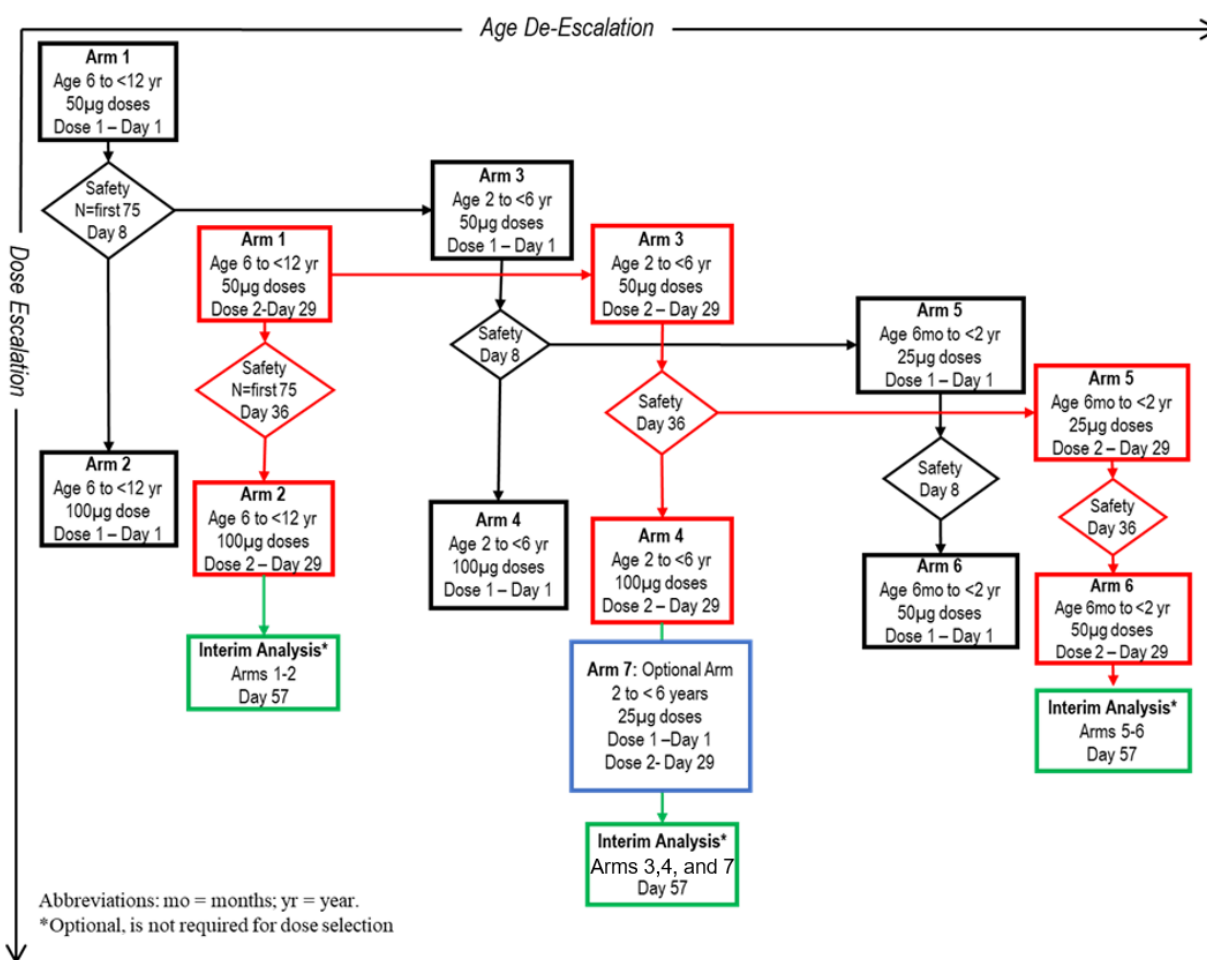 Age De-Escalation
Dose Escalation
Arm 1
Age 6 to <12 yr
50µg doses
Dose 1 – Day 1
Safety
N=first 75
Day 8
Arm 2
Age 6 to <12 yr
100µg dose
Dose 1 – Day 1
Arm 1
Age 6 to <12 yr
50µg doses
Dose 2-Day 29
Safety
N=first 75
Day 36
Arm 2
Age 6 to <12 yr
100µg doses
Dose 2 – Day 29
Interim Analysis*
Arms 1-2
Day 57
Arm 3
Age 2 to <6 yr
50µg doses
Dose 1 – Day 1
Safety
Day 8
Arm 4
Age 2 to <6 yr
100µg doses
Dose 1 – Day 1
Arm 3
Age 2 to <6 yr
50µg doses
Dose 2 – Day 29
Safety
Day 36
Arm 4
Age 2 to <6 yr
100µg doses
Dose 2 – Day 29
Arm 7: Optional Arm
2 to < 6 years
25µg doses
Dose 1 –Day 1
Dose 2- Day 29
Interim Analysis*
Arms 3,4, and 7
Day 57
Arm 5
Age 6mo to <2 yr
25µg doses
Dose 1 – Day 1
Safety
Day 8
Arm 6
Age 6mo to <2 yr
50µg doses
Dose 1 – Day 1
Arm 5
Age 6mo to <2 yr
25µg doses
Dose 2 – Day 29
Safety
Day 36
Arm 6
Age 6mo to <2 yr
50µg doses
Dose 2 – Day 29
Interim Analysis*
Arms 5-6
Day 57
Abbreviations: mo = months; yr = year.
*Optional, is not required for dose selection